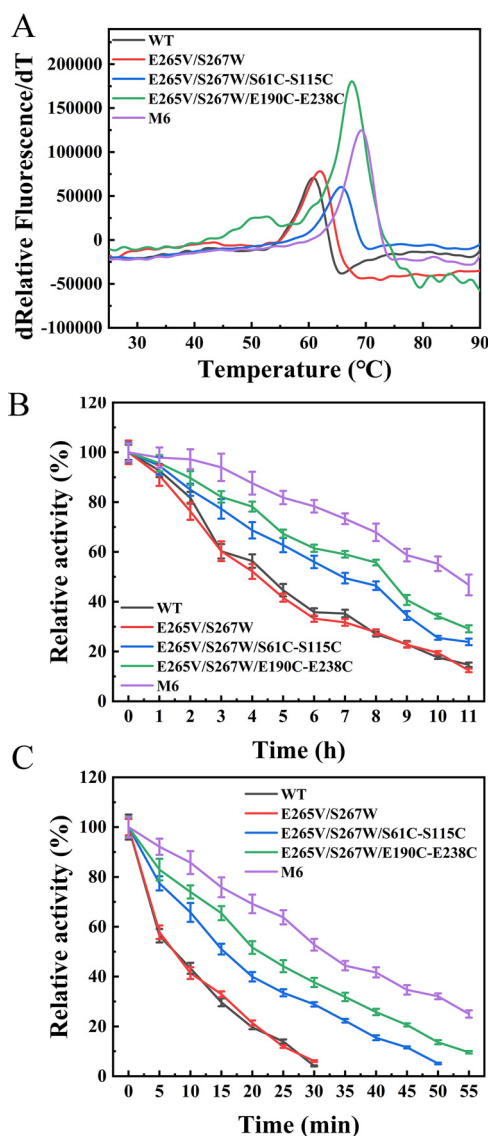 A
WT
E265V/S267W
E265V/S267W/S61C-S115C
E265V/S267W/E190C-E238C
M6
dRelative Fluorescence/dT
200000
150000
100000
50000
0
-50000
-100000
30 40 50 60 70 80 90
Temperature (℃)
B
Relative activity (%)
120
100
80
60
40
20
0
WT
E265V/S267W
E265V/S267W/S61C-S115C
E265V/S267W/E190C-E238C
M6
0 1 2 3 4 5 6 7 8 9 10 11
Time (h)
C
Relative activity (%)
120
100
80
60
40
20
0
WT
E265V/S267W
E265V/S267W/S61C-S115C
E265V/S267W/E190C-E238C
M6
0 5 10 15 20 25 30 35 40 45 50 55
Time (min)